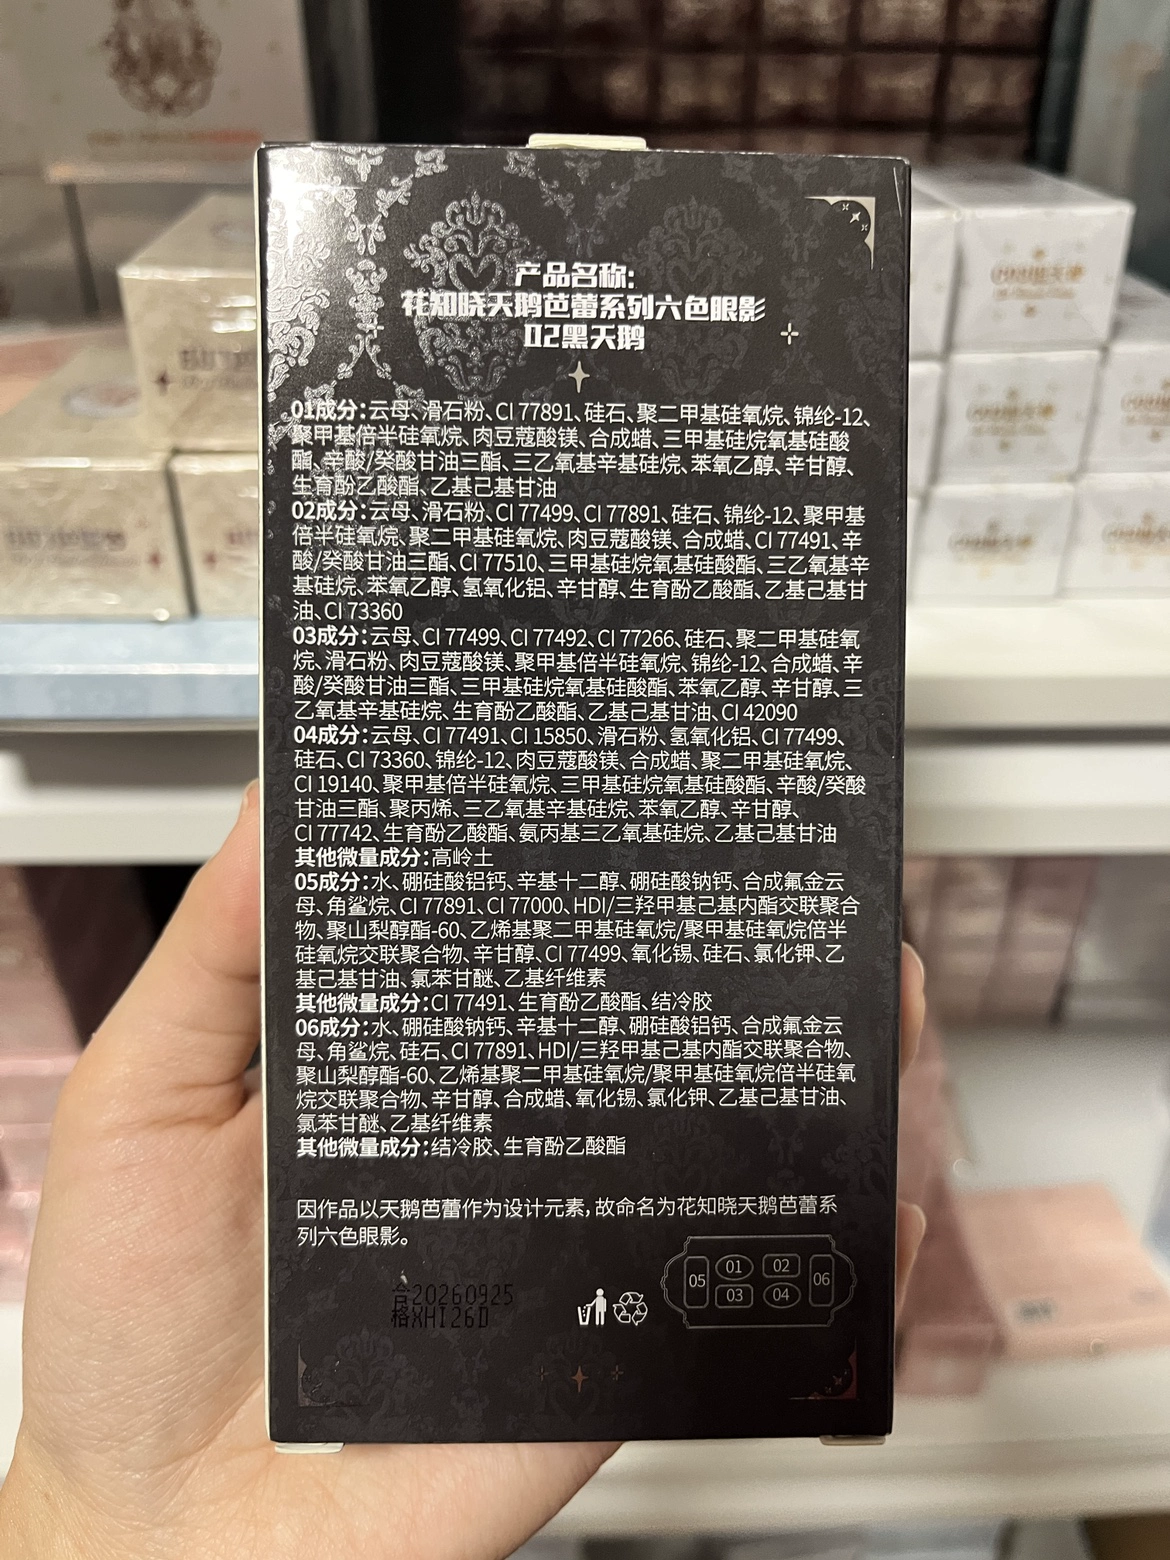 产品名称:
花知晓天鹅芭蕾系列六色眼影
02黑天鹅
01成分:云母、滑石粉、CI 77891、硅石、聚二甲基硅氧烷、锦纶-12、
聚甲基倍半硅氧烷、肉豆蔻酸镁、合成蜡、三甲基硅烷氧基硅酸
酯、辛酸/癸酸甘油三酯、三乙氧基辛基硅烷、苯氧乙醇、辛甘醇、
生育酚乙酸酯、乙基己基甘油
02成分:云母、滑石粉、CI 77499、CI 77891、硅石、锦纶-12、聚甲基
倍半硅氧烷、聚二甲基硅氧烷、肉豆蔻酸镁、合成蜡、CI 77491、辛
酸/癸酸甘油三酯、CI 77510、三甲基硅烷氧基硅酸酯、三乙氧基辛
基硅烷、苯氧乙醇、氢氧化铝、辛甘醇、生育酚乙酸酯、乙基己基甘
油、CI 73360
03成分:云母、CI 77499、CI 77492、CI 77266、硅石、聚二甲基硅氧
烷、滑石粉、肉豆蔻酸镁、聚甲基倍半硅氧烷、锦纶-12、合成蜡、辛
酸/癸酸甘油三酯、三甲基硅烷氧基硅酸酯、苯氧乙醇、辛甘醇、三
乙氧基辛基硅烷、生育酚乙酸酯、乙基己基甘油、CI 42090
04成分:云母、CI 77491、CI 15850、滑石粉、氢氧化铝、CI 77499、
硅石、CI 73360、锦纶-12、肉豆蔻酸镁、合成蜡、聚二甲基硅氧烷、
CI 19140、聚甲基倍半硅氧烷、三甲基硅烷氧基硅酸酯、辛酸/癸酸
甘油三酯、聚丙烯、三乙氧基辛基硅烷、苯氧乙醇、辛甘醇、
CI 77742、生育酚乙酸酯、氨丙基三乙氧基硅烷、乙基己基甘油
其他微量成分:高岭土
05成分:水、硼硅酸铝钙、辛基十二醇、硼硅酸钠钙、合成氟金云
母、角鲨烷、CI 77891、CI 77000、HDI/三羟甲基己基内酯交联聚合
物、聚山梨醇酯-60、乙烯基聚二甲基硅氧烷/聚甲基硅氧烷倍半
硅氧烷交联聚合物、辛甘醇、CI 77499、氧化锡、硅石、氯化钾、乙
基己基甘油、氯苯甘醚、乙基纤维素
其他微量成分:CI 77491、生育酚乙酸酯、结冷胶
06成分:水、硼硅酸钠钙、辛基十二醇、硼硅酸铝钙、合成氟金云
母、角鲨烷、硅石、CI 77891、HDI/三羟甲基己基内酯交联聚合物、
聚山梨醇酯-60、乙烯基聚二甲基硅氧烷/聚甲基硅氧烷倍半硅氧
烷交联聚合物、辛甘醇、合成蜡、氧化锡、氯化钾、乙基己基甘油、
氯苯甘醚、乙基纤维素
其他微量成分:结冷胶、生育酚乙酸酯
因作品以天鹅芭蕾作为设计元素,故命名为花知晓天鹅芭蕾系
列六色眼影。
05 01 02 06
03 04
合20260925
格XHI26D